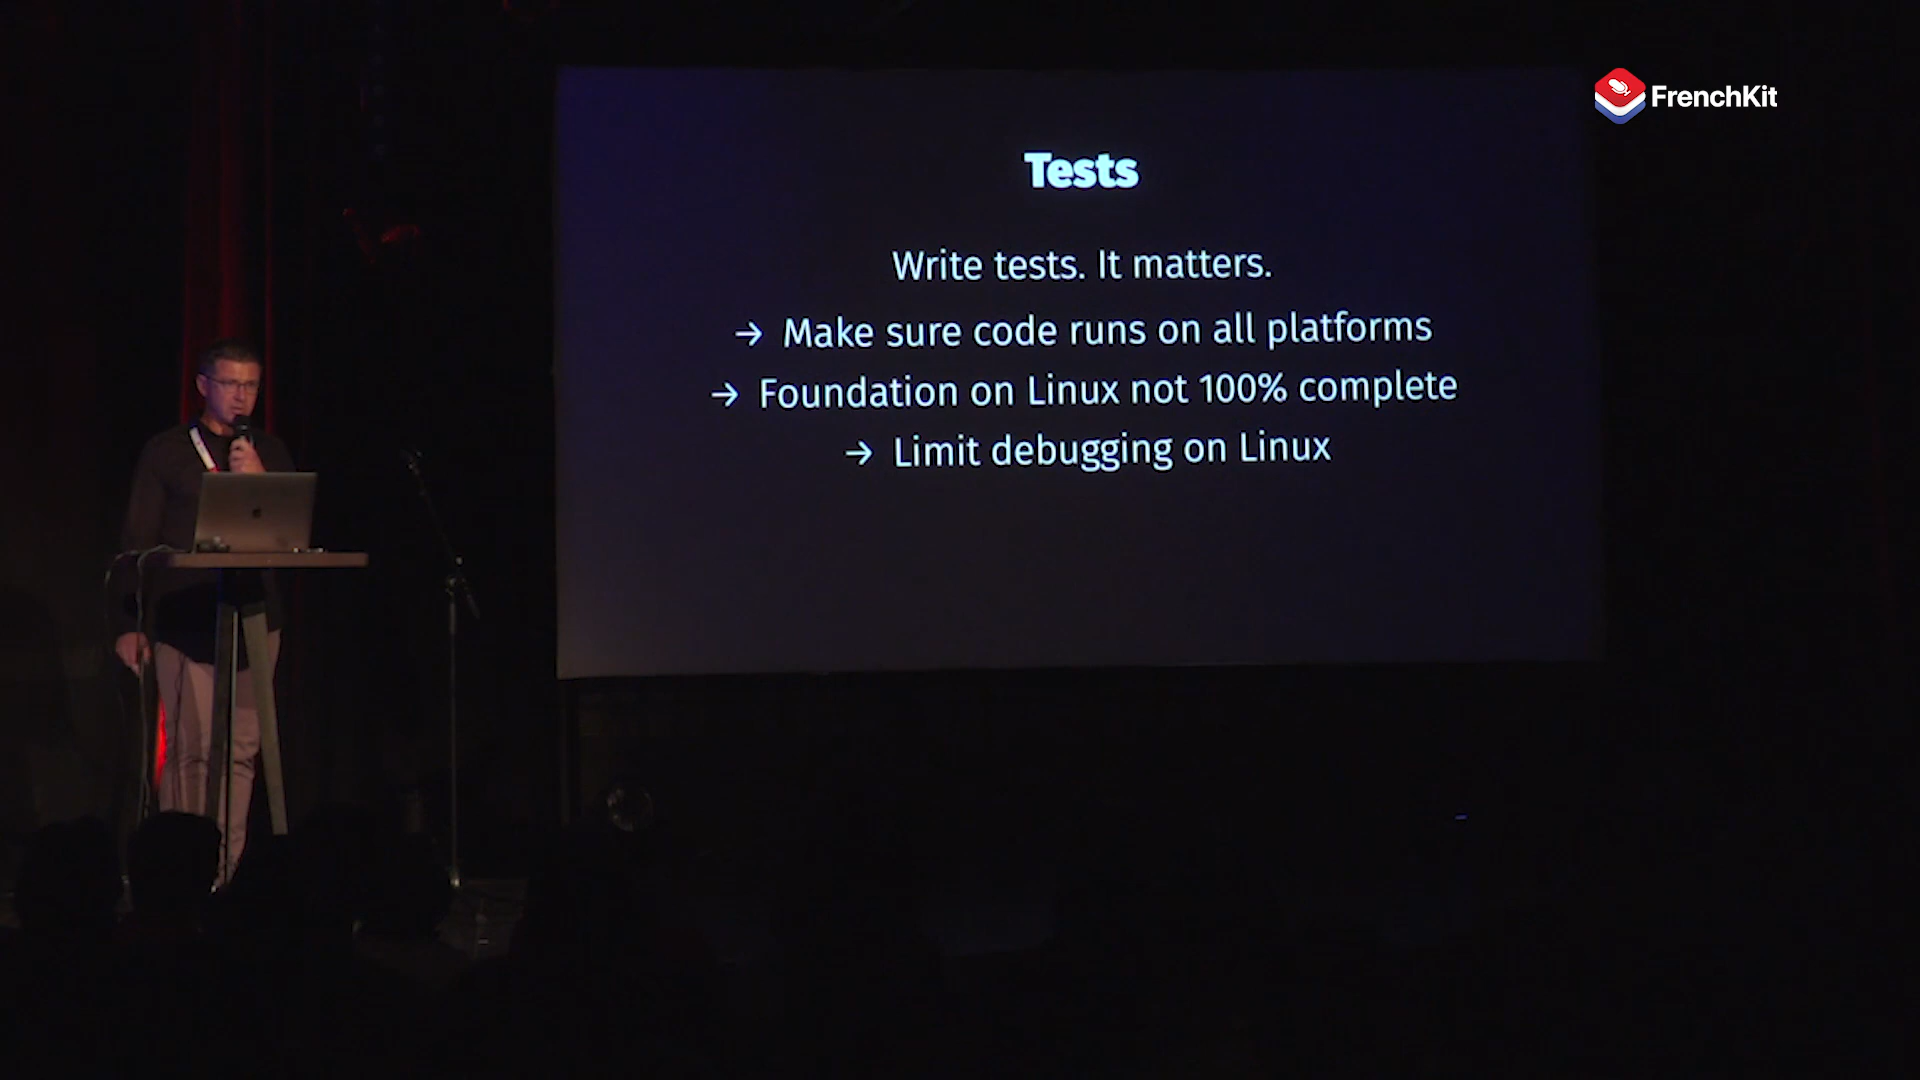 FrenchKit
Tests
Write tests. It matters.
→ Make sure code runs on all platforms
→ Foundation on Linux not 100% complete
→ Limit debugging on Linux